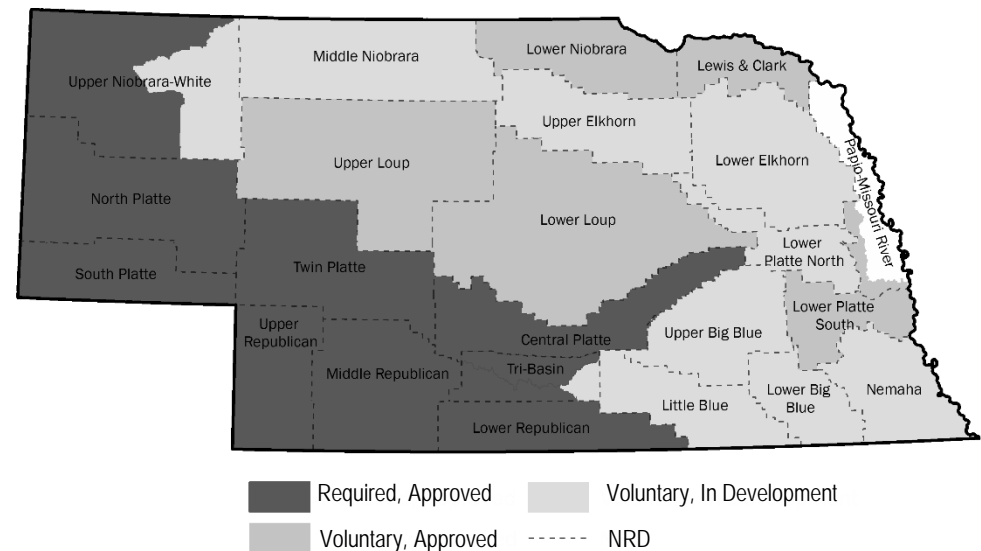 Middle Niobrara
Lower Niobrara
Lewis & Clark
Upper Niobrara-White
Upper Elkhorn
Lower Elkhorn
Papio-Missouri River
Upper Loup
North Platte
Lower Loup
Lower
Platte North
South Platte
Twin Platte
Lower Platte
South
Upper
Republican
Central Platte
Upper Big Blue
Middle Republican
Tri-Basin
Little Blue
Lower Big
Blue
Nemaha
Lower Republican
Required, Approved
Voluntary, In Development
Voluntary, Approved
NRD